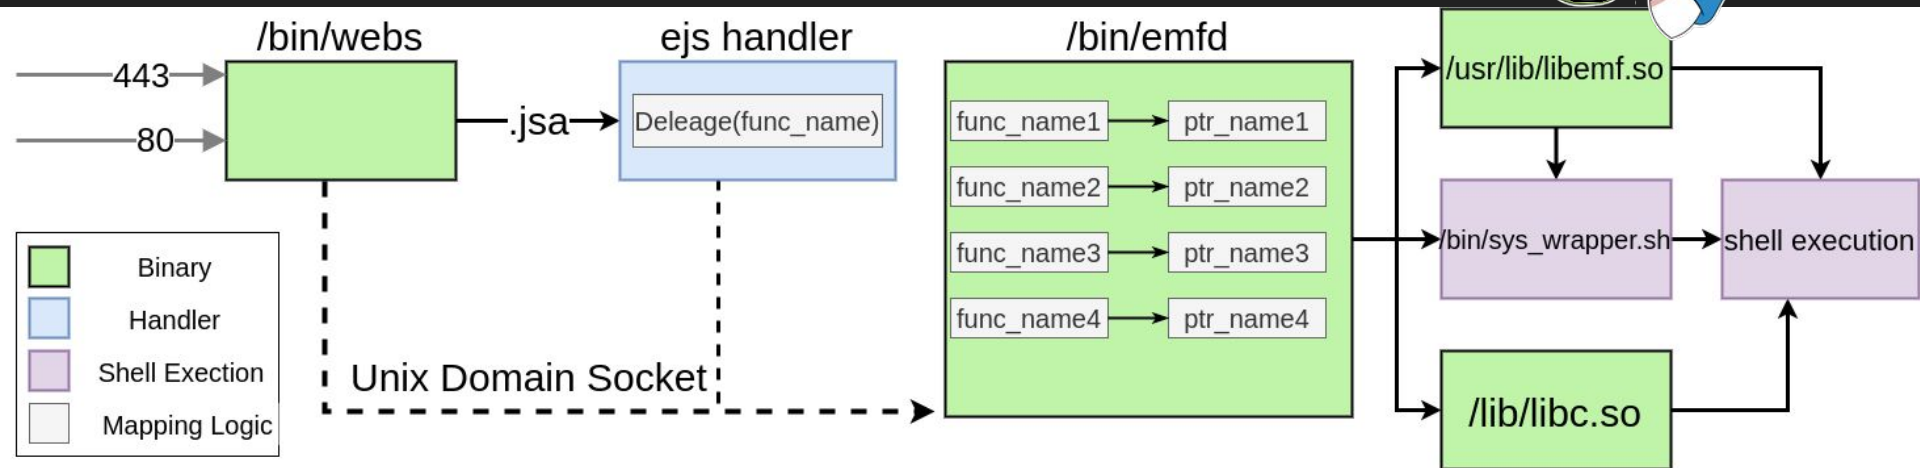 /bin/webs
ejs handler
/bin/emfd
443
80
.jsa
Deleage(func_name)
func_name1
ptr_name1
func_name2
ptr_name2
func_name3
ptr_name3
func_name4
ptr_name4
/usr/lib/libemf.so
/bin/sys_wrapper.sh
shell execution
/lib/libc.so
Unix Domain Socket
Binary
Handler
Shell Exection
Mapping Logic